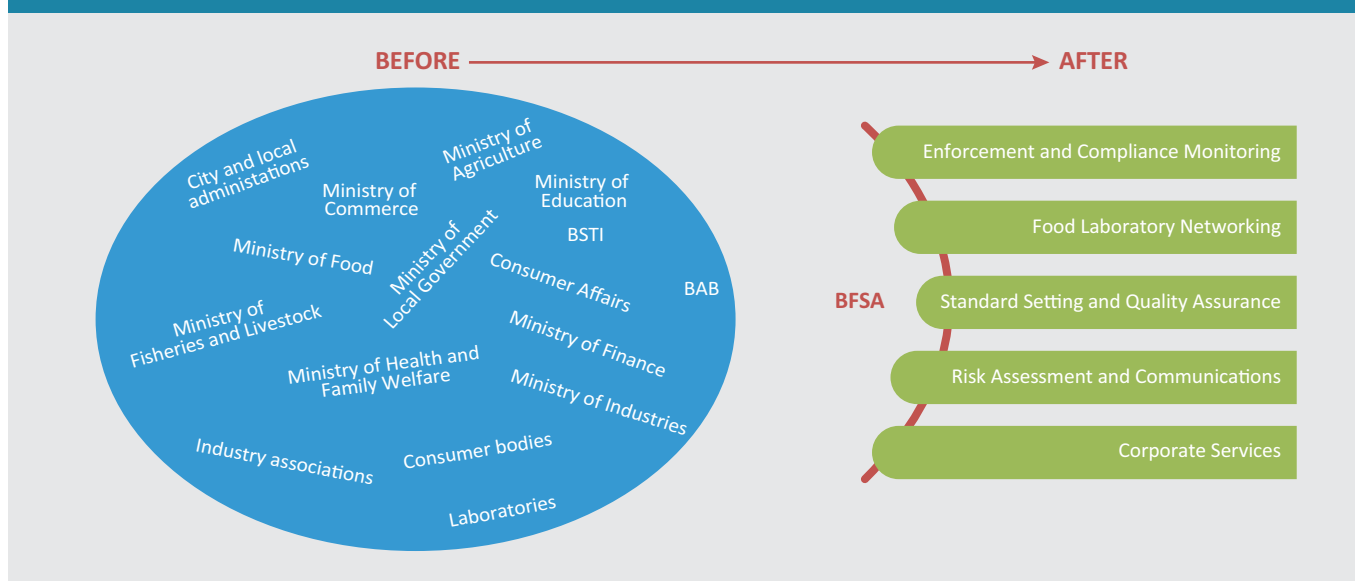 BEFORE
AFTER
City and local
administations
Ministry of
Agriculture
Ministry of
Commerce
Ministry of
Education
BSTI
Ministry of Food
Ministry of
Local Government
Consumer Affairs
BAB
Ministry of
Fisheries and Livestock
Ministry of Finance
Ministry of Health and
Family Welfare
Ministry of Industries
Industry associations
Consumer bodies
Laboratories
BFSA
Enforcement and Compliance Monitoring
Food Laboratory Networking
Standard Setting and Quality Assurance
Risk Assessment and Communications
Corporate Services